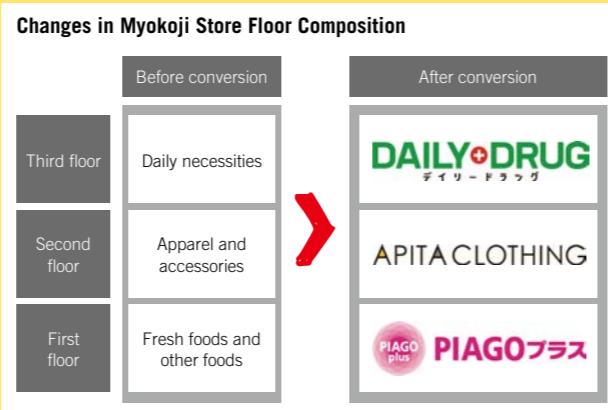 Changes in Myokoji Store Floor Composition
Before conversion
After conversion
Third floor
Daily necessities
DAILY DRUG
デイリードラッグ
Second
floor
Apparel and
accessories
APITA CLOTHING
First
floor
Fresh foods and
other foods
PIAGO
plus
PIAGOプラス